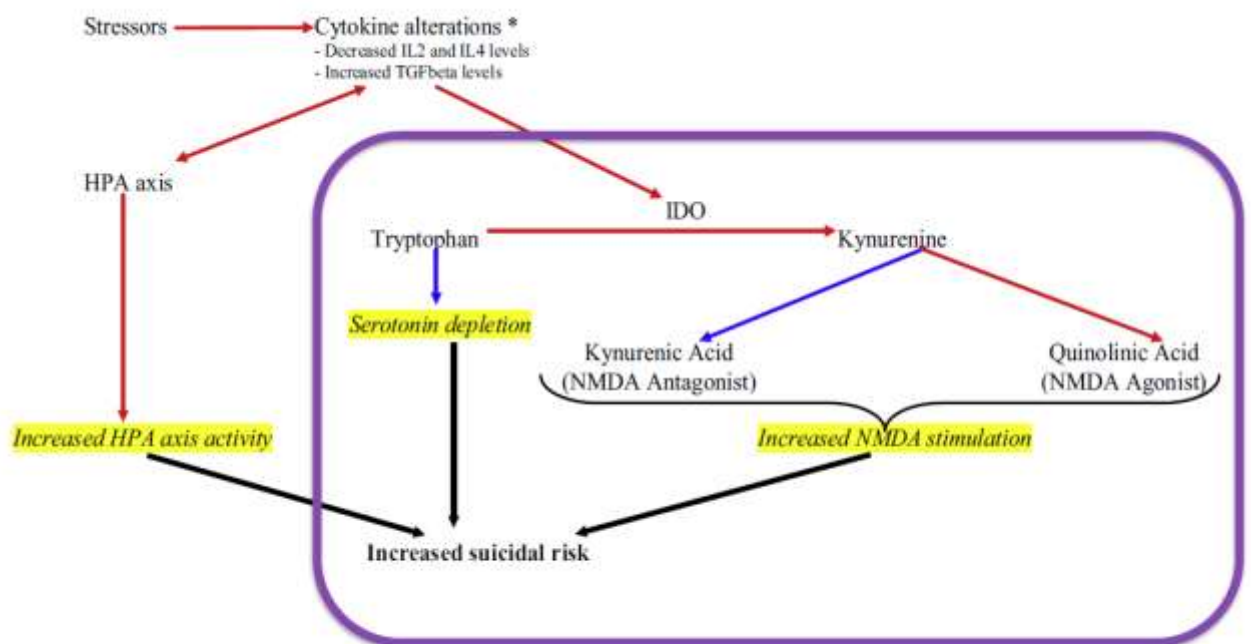 Stressors
Cytokine alterations *
- Decreased IL2 and IL4 levels
- Increased TGFbeta levels
HPA axis
IDO
Tryptophan
Kynurenine
Serotonin depletion
Kynurenic Acid
(NMDA Antagonist)
Quinolinic Acid
(NMDA Agonist)
Increased HPA axis activity
Increased NMDA stimulation
Increased suicidal risk